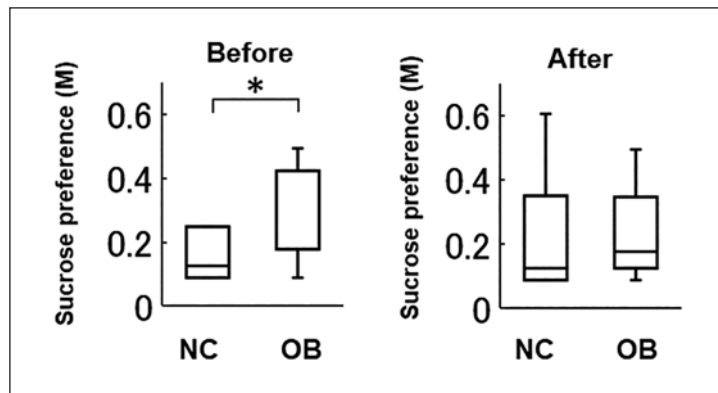 Before
*
Sucrose preference (M)
0.6
0.4
0.2
0
NC OB
After
Sucrose preference (M)
0.6
0.4
0.2
0
NC OB